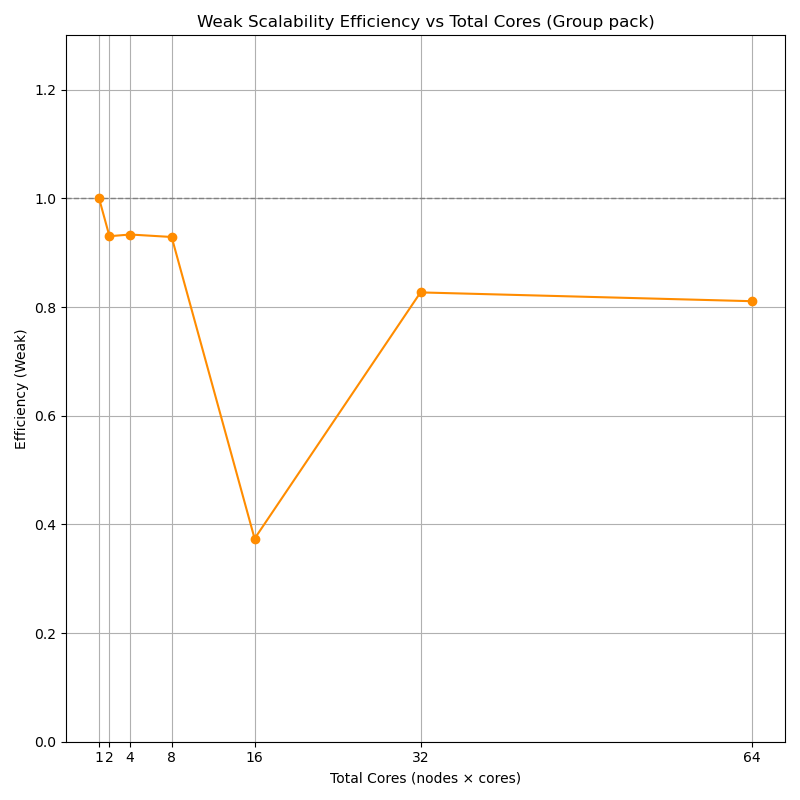 Weak Scalability Efficiency vs Total Cores (Group pack)
Efficiency (Weak)
1.2
1.0
0.8
0.6
0.4
0.2
0.0
1 2 4 8 16 32 64
Total Cores (nodes × cores)